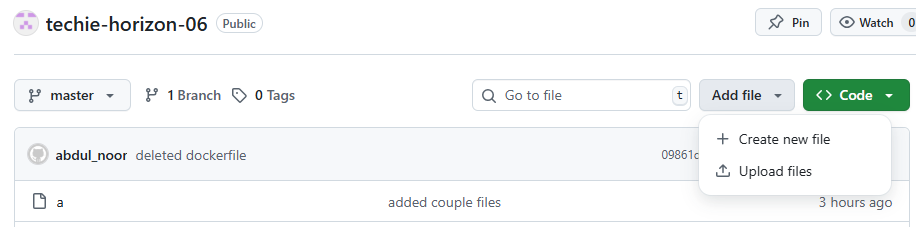 techie-horizon-06 Public Pin Watch 0
master 1 Branch 0 Tags Go to file t Add file Code
abdul_noor deleted dockerfile
Create new file
Upload files
a added couple files 3 hours ago